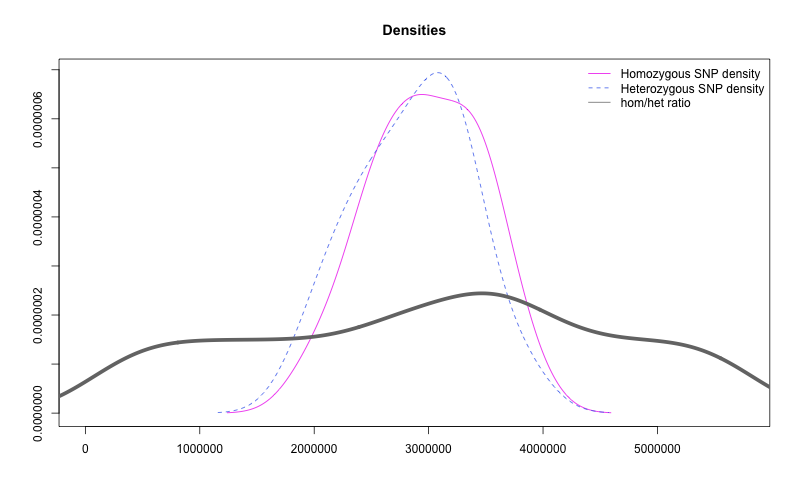 Densities
Homozygous SNP density
Heterozygous SNP density
hom/het ratio
0.0000006
0.0000004
0.0000002
0.0000000
0
1000000
2000000
3000000
4000000
5000000